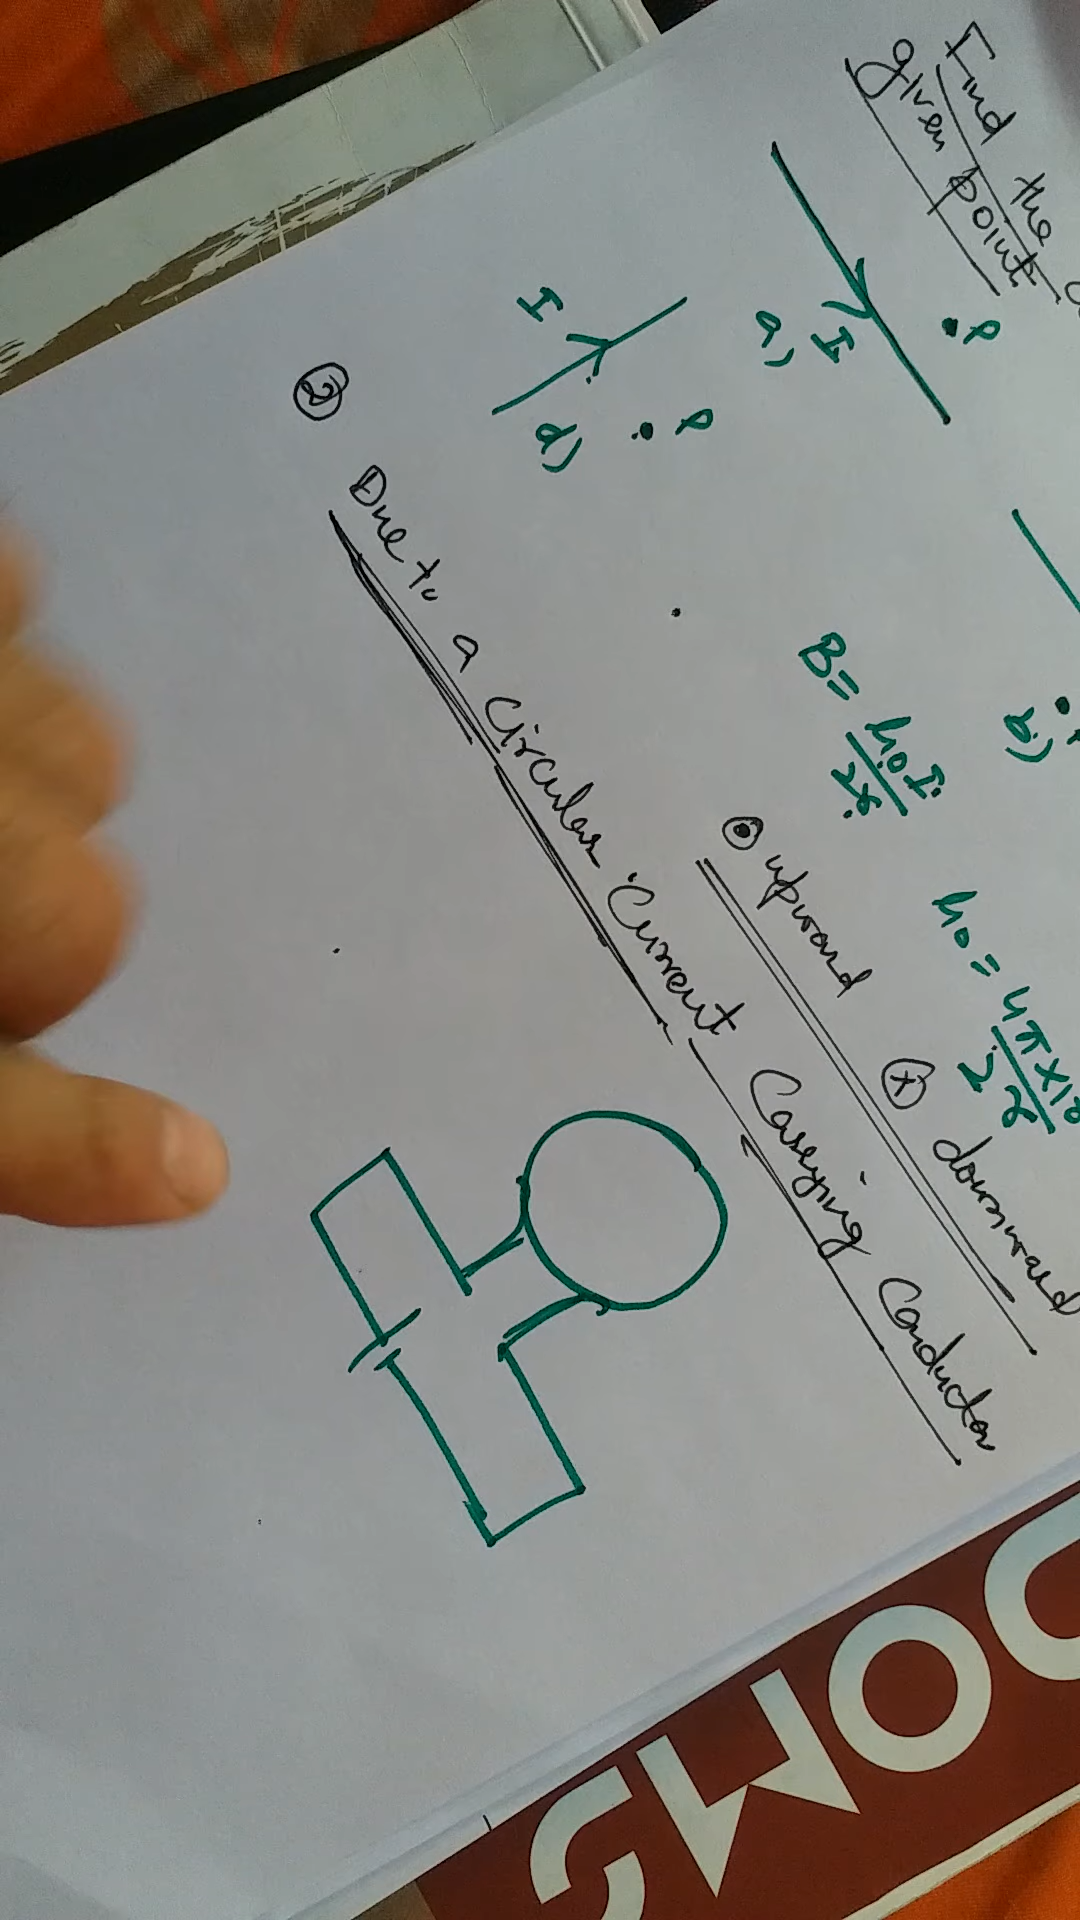 Find the
given point
.P
I
a)
b)
I
P
d)
B= μ0I/2r
μ0= 4π×10
⊙ upward ⊗ downward
② Due to a Circular Current Carrying Conductor